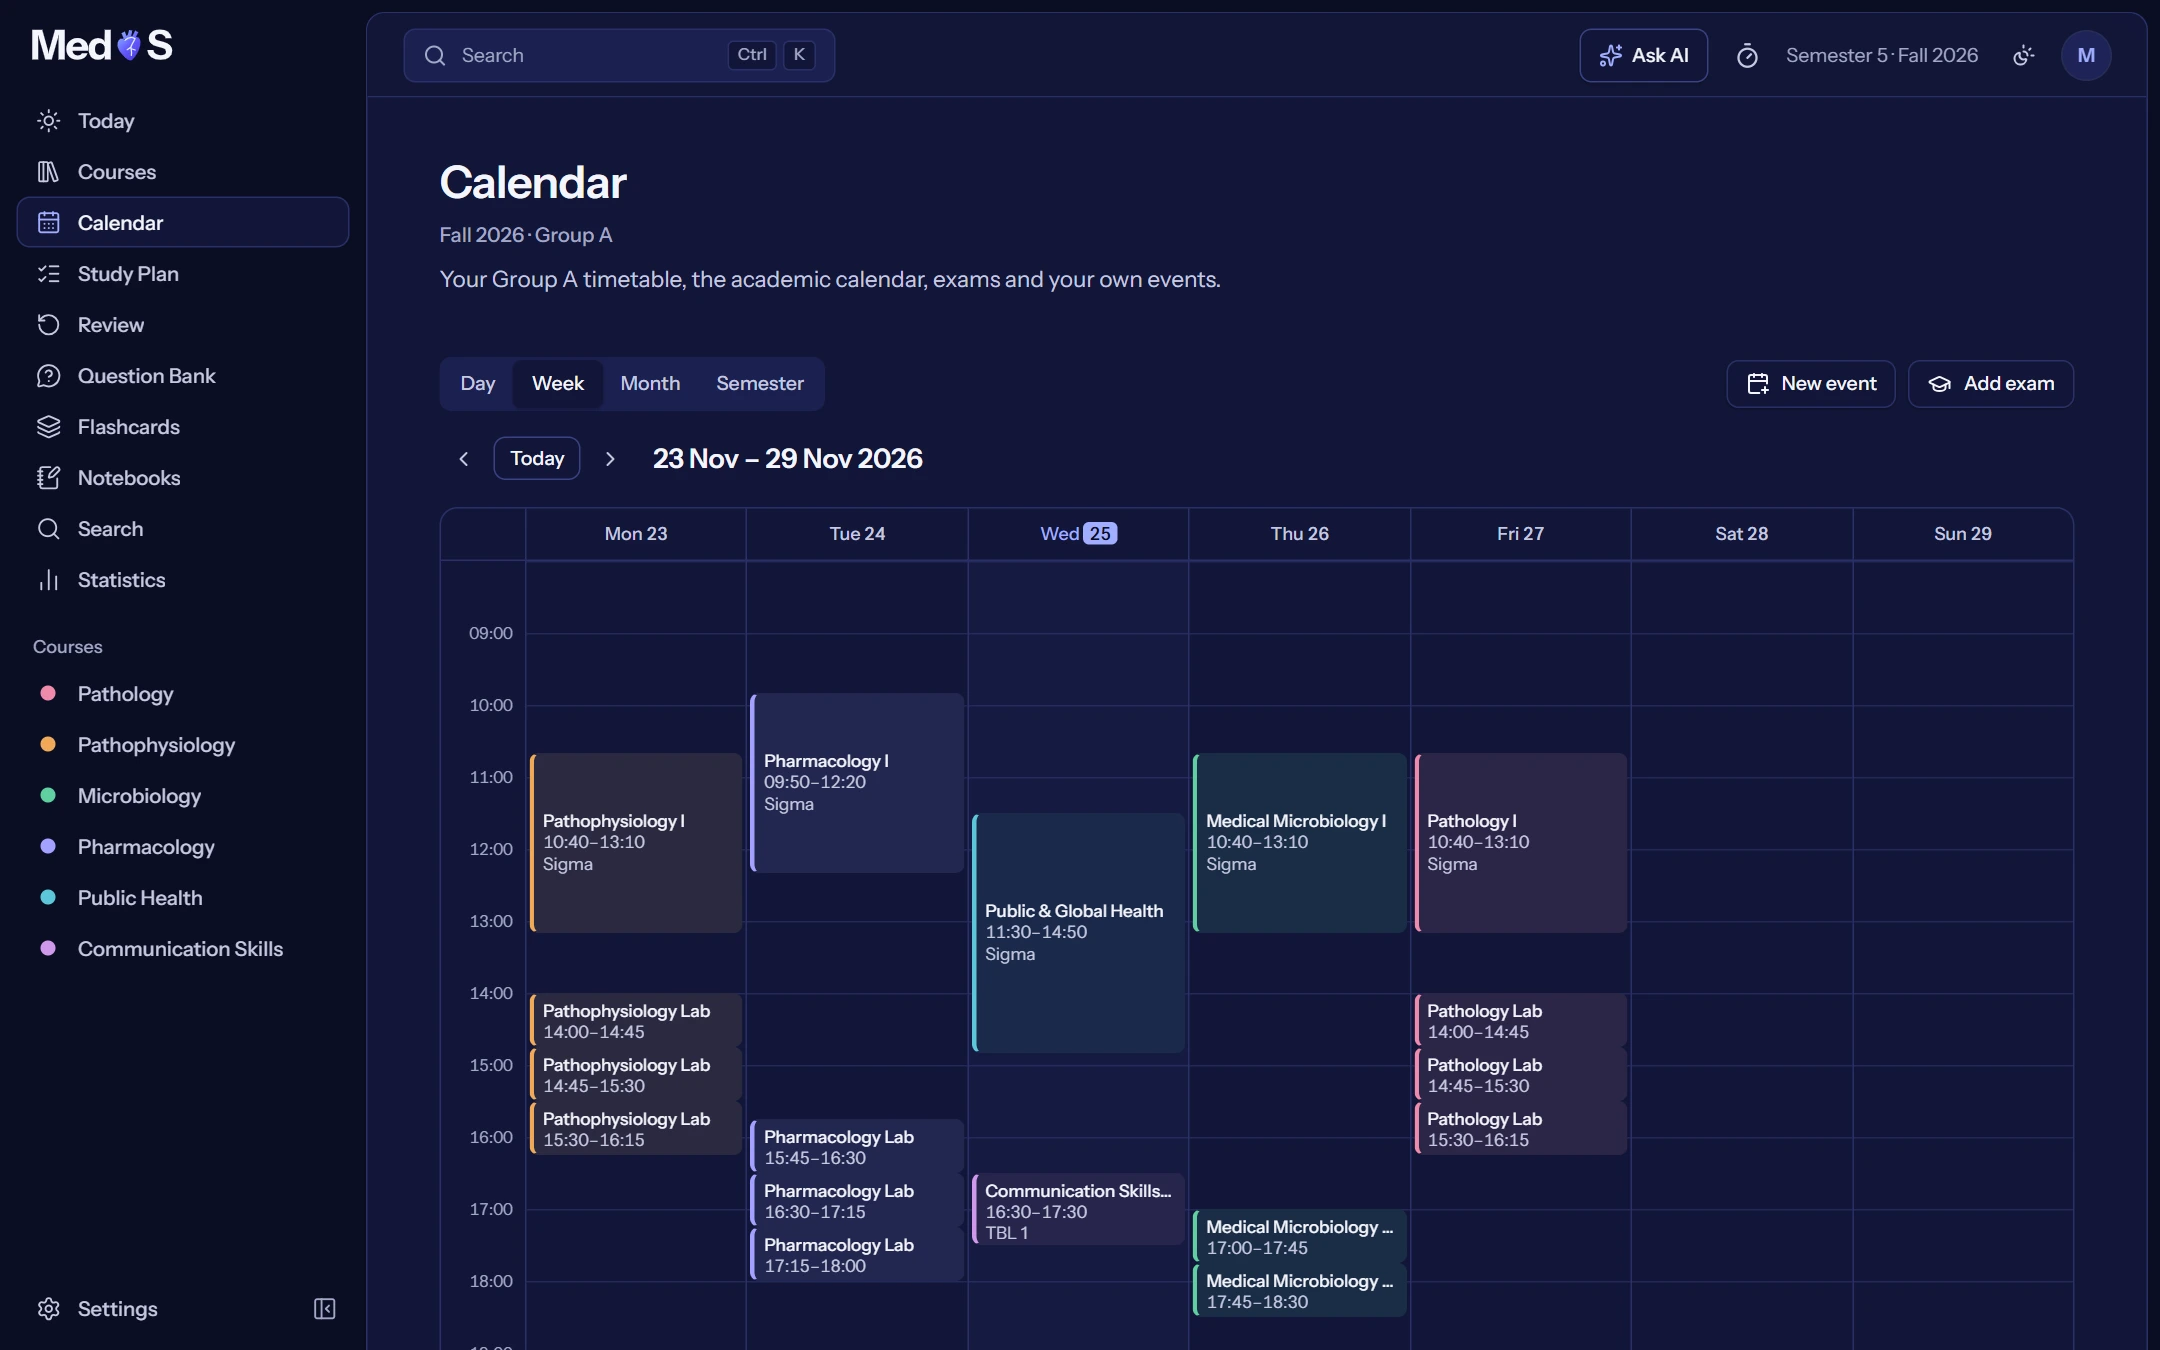 MedOS
Today
Courses
Calendar
Study Plan
Review
Question Bank
Flashcards
Notebooks
Search
Statistics
Courses
Pathology
Pathophysiology
Microbiology
Pharmacology
Public Health
Communication Skills
Settings
Search Ctrl K
Ask AI
Semester 5 · Fall 2026
M
Calendar
Fall 2026 · Group A
Your Group A timetable, the academic calendar, exams and your own events.
Day Week Month Semester
New event
Add exam
Today
23 Nov – 29 Nov 2026
Mon 23 Tue 24 Wed 25 Thu 26 Fri 27 Sat 28 Sun 29
09:00
10:00
11:00
12:00
13:00
14:00
15:00
16:00
17:00
18:00
Pathophysiology I
10:40–13:10
Sigma
Pathophysiology Lab
14:00–14:45
Pathophysiology Lab
14:45–15:30
Pathophysiology Lab
15:30–16:15
Pharmacology I
09:50–12:20
Sigma
Pharmacology Lab
15:45–16:30
Pharmacology Lab
16:30–17:15
Pharmacology Lab
17:15–18:00
Public & Global Health
11:30–14:50
Sigma
Communication Skills...
16:30–17:30
TBL 1
Medical Microbiology I
10:40–13:10
Sigma
Medical Microbiology ...
17:00–17:45
Medical Microbiology ...
17:45–18:30
Pathology I
10:40–13:10
Sigma
Pathology Lab
14:00–14:45
Pathology Lab
14:45–15:30
Pathology Lab
15:30–16:15